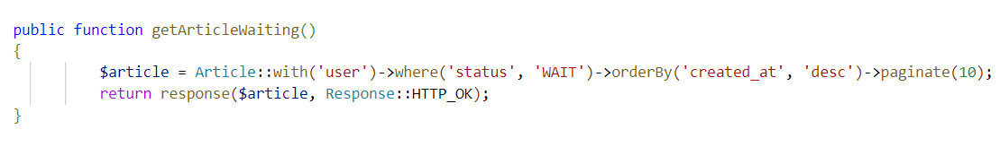 public function getArticleWaiting()
{
$article = Article::with('user')->where('status', 'WAIT')->orderBy('created_at', 'desc')->paginate(10);
return response($article, Response::HTTP_OK);
}